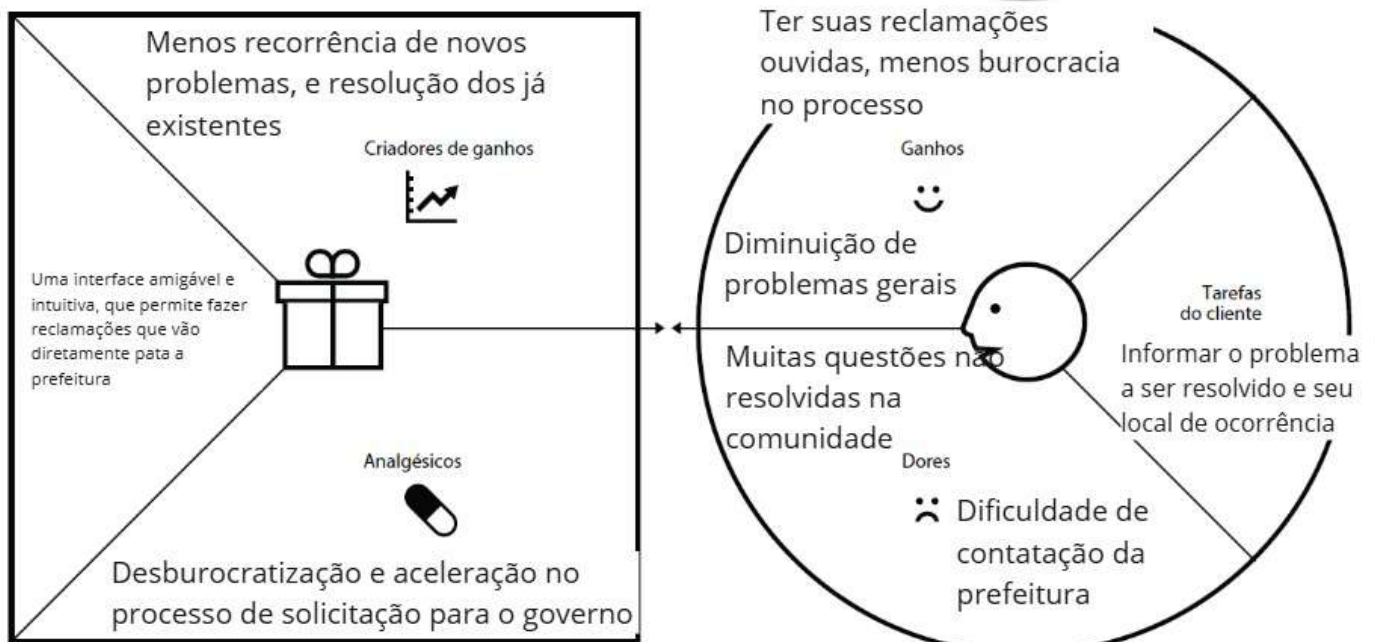 Menos recorrência de novos
problemas, e resolução dos já
existentes
Criadores de ganhos
Uma interface amigável e
intuitiva, que permite fazer
reclamações que vão
diretamente pata a
prefeitura
Analgésicos
Desburocratização e aceleração no
processo de solicitação para o governo
Ter suas reclamações
ouvidas, menos burocracia
no processo
Ganhos
Diminuição de
problemas gerais
Tarefas
do cliente
Informar o problema
a ser resolvido e seu
local de ocorrência
Muitas questões não
resolvidas na
comunidade
Dores
Dificuldade de
contatação da
prefeitura